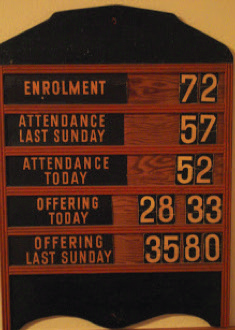 ENROLMENT 72
ATTENDANCE
LAST SUNDAY 57
ATTENDANCE
TODAY 52
OFFERING
TODAY 28 33
OFFERING
LAST SUNDAY 35 80